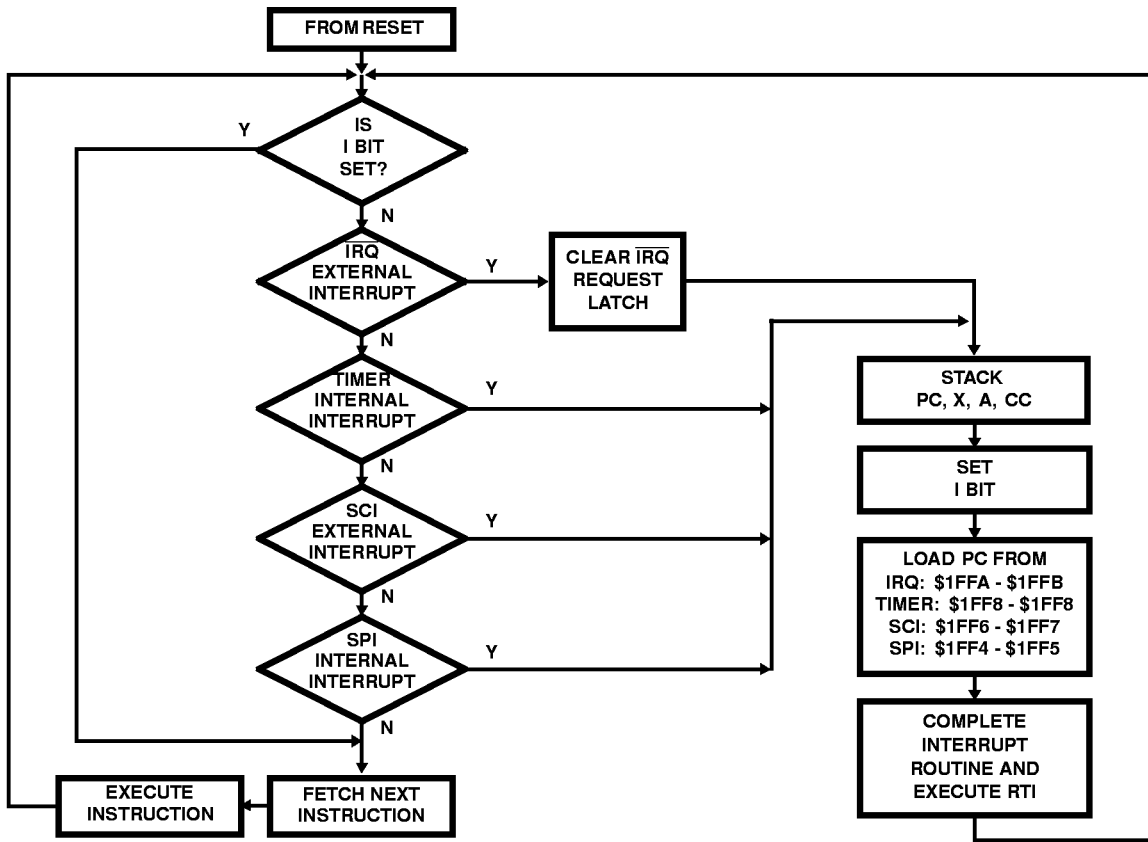 FROM RESET
Y
IS
I BIT
SET?
N
IRQ
EXTERNAL
INTERRUPT
Y
CLEAR IRQ
REQUEST
LATCH
N
TIMER
INTERNAL
INTERRUPT
Y
STACK
PC, X, A, CC
N
SET
I BIT
SCI
EXTERNAL
INTERRUPT
Y
LOAD PC FROM
IRQ: $1FFA - $1FFB
TIMER: $1FF8 - $1FF8
SCI: $1FF6 - $1FF7
SPI: $1FF4 - $1FF5
N
SPI
INTERNAL
INTERRUPT
Y
N
COMPLETE
INTERRUPT
ROUTINE AND
EXECUTE RTI
EXECUTE
INSTRUCTION
FETCH NEXT
INSTRUCTION